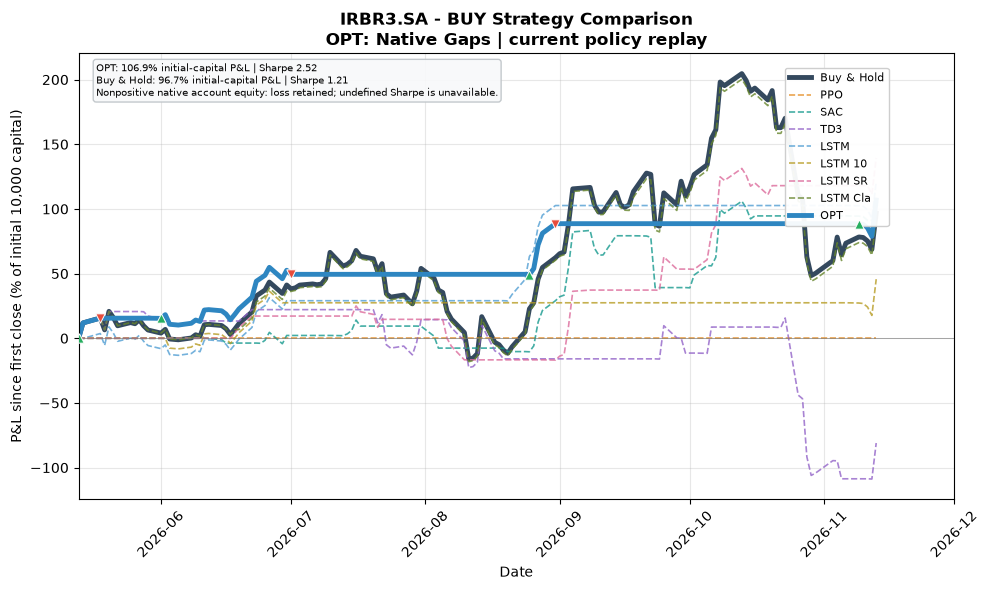 IRBR3.SA - BUY Strategy Comparison
OPT: Native Gaps | current policy replay
OPT: 106.9% initial-capital P&L | Sharpe 2.52
Buy & Hold: 96.7% initial-capital P&L | Sharpe 1.21
Nonpositive native account equity: loss retained; undefined Sharpe is unavailable.
Buy & Hold
PPO
SAC
TD3
LSTM
LSTM 10
LSTM SR
LSTM Cla
OPT
P&L since first close (% of initial 10,000 capital)
200
150
100
50
0
−50
−100
2026-06
2026-07
2026-08
2026-09
2026-10
2026-11
2026-12
Date